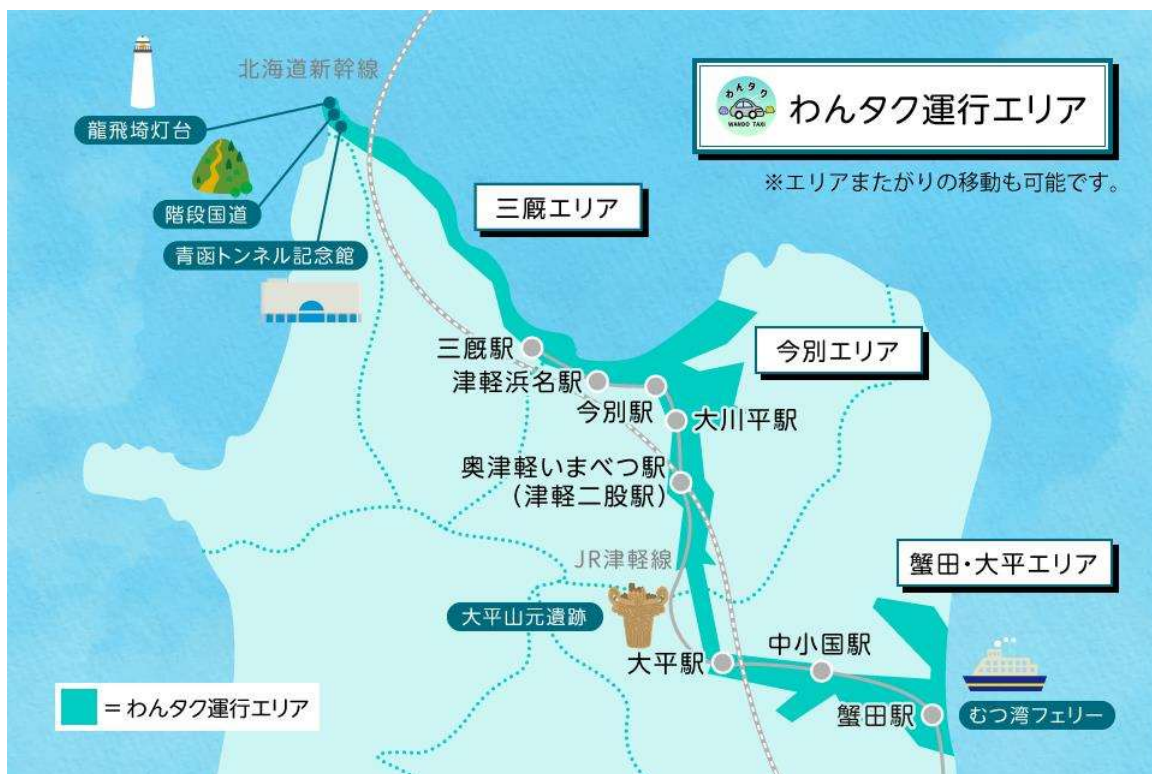 わんタク
WANDO TAXI
わんタク運行エリア
※エリアまたがりの移動も可能です。
北海道新幹線
龍飛埼灯台
階段国道
青函トンネル記念館
三厩エリア
今別エリア
三厩駅
津軽浜名駅
今別駅
大川平駅
奥津軽いまべつ駅
(津軽二股駅)
JR津軽線
蟹田・大平エリア
大平山元遺跡
大平駅
中小国駅
蟹田駅
むつ湾フェリー
=わんタク運行エリア